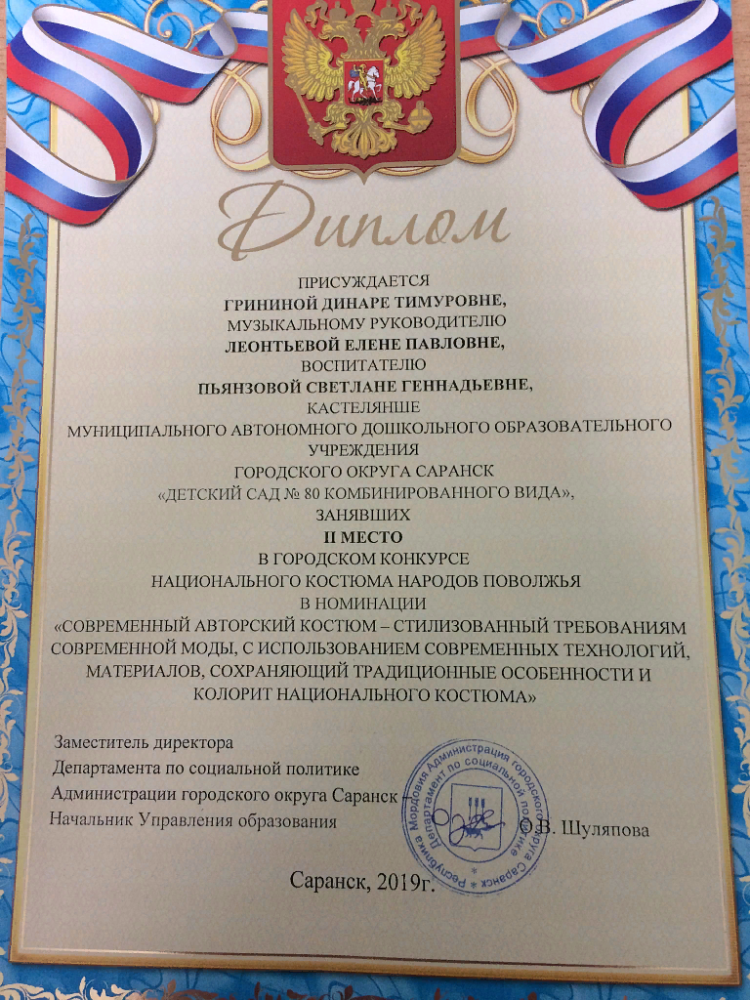 Диплом
ПРИСУЖДАЕТСЯ
ГРИНИНОЙ ДИНАРЕ ТИМУРОВНЕ,
МУЗЫКАЛЬНОМУ РУКОВОДИТЕЛЮ
ЛЕОНТЬЕВОЙ ЕЛЕНЕ ПАВЛОВНЕ,
ВОСПИТАТЕЛЮ
ПЬЯНЗОВОЙ СВЕТЛАНЕ ГЕННАДЬЕВНЕ,
КАСТЕЛЯНШЕ
МУНИЦИПАЛЬНОГО АВТОНОМНОГО ДОШКОЛЬНОГО ОБРАЗОВАТЕЛЬНОГО
УЧРЕЖДЕНИЯ
ГОРОДСКОГО ОКРУГА САРАНСК
«ДЕТСКИЙ САД № 80 КОМБИНИРОВАННОГО ВИДА»,
ЗАНЯВШИХ
II МЕСТО
В ГОРОДСКОМ КОНКУРСЕ
НАЦИОНАЛЬНОГО КОСТЮМА НАРОДОВ ПОВОЛЖЬЯ
В НОМИНАЦИИ
«СОВРЕМЕННЫЙ АВТОРСКИЙ КОСТЮМ – СТИЛИЗОВАННЫЙ ТРЕБОВАНИЯМ
СОВРЕМЕННОЙ МОДЫ, С ИСПОЛЬЗОВАНИЕМ СОВРЕМЕННЫХ ТЕХНОЛОГИЙ,
МАТЕРИАЛОВ, СОХРАНЯЮЩИЙ ТРАДИЦИОННЫЕ ОСОБЕННОСТИ И
КОЛОРИТ НАЦИОНАЛЬНОГО КОСТЮМА»
Заместитель директора
Департамента по социальной политике
Администрации городского округа Саранск –
Начальник Управления образования
О.В. Шуляпова
Республика Мордовия Администрация городского округа Саранск *
Департамент по социальной политике *
Саранск, 2019г.